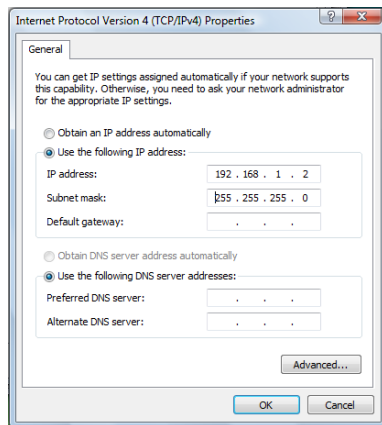 Internet Protocol Version 4 (TCP/IPv4) Properties
General
You can get IP settings assigned automatically if your network supports
this capability. Otherwise, you need to ask your network administrator
for the appropriate IP settings.
Obtain an IP address automatically
Use the following IP address:
IP address: 192 . 168 . 1 . 2
Subnet mask: 255 . 255 . 255 . 0
Default gateway: . . .
Obtain DNS server address automatically
Use the following DNS server addresses:
Preferred DNS server: . . .
Alternate DNS server: . . .
Advanced...
OK Cancel